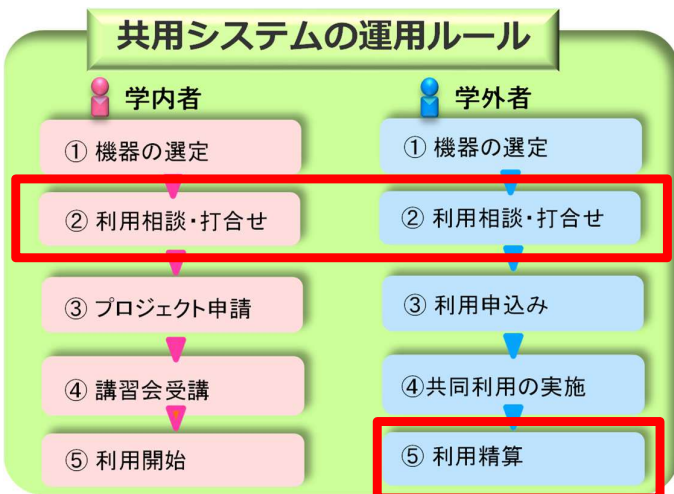 共用システムの運用ルール
学内者
① 機器の選定
② 利用相談・打合せ
③ プロジェクト申請
④ 講習会受講
⑤ 利用開始
学外者
① 機器の選定
② 利用相談・打合せ
③ 利用申込み
④共同利用の実施
⑤ 利用精算